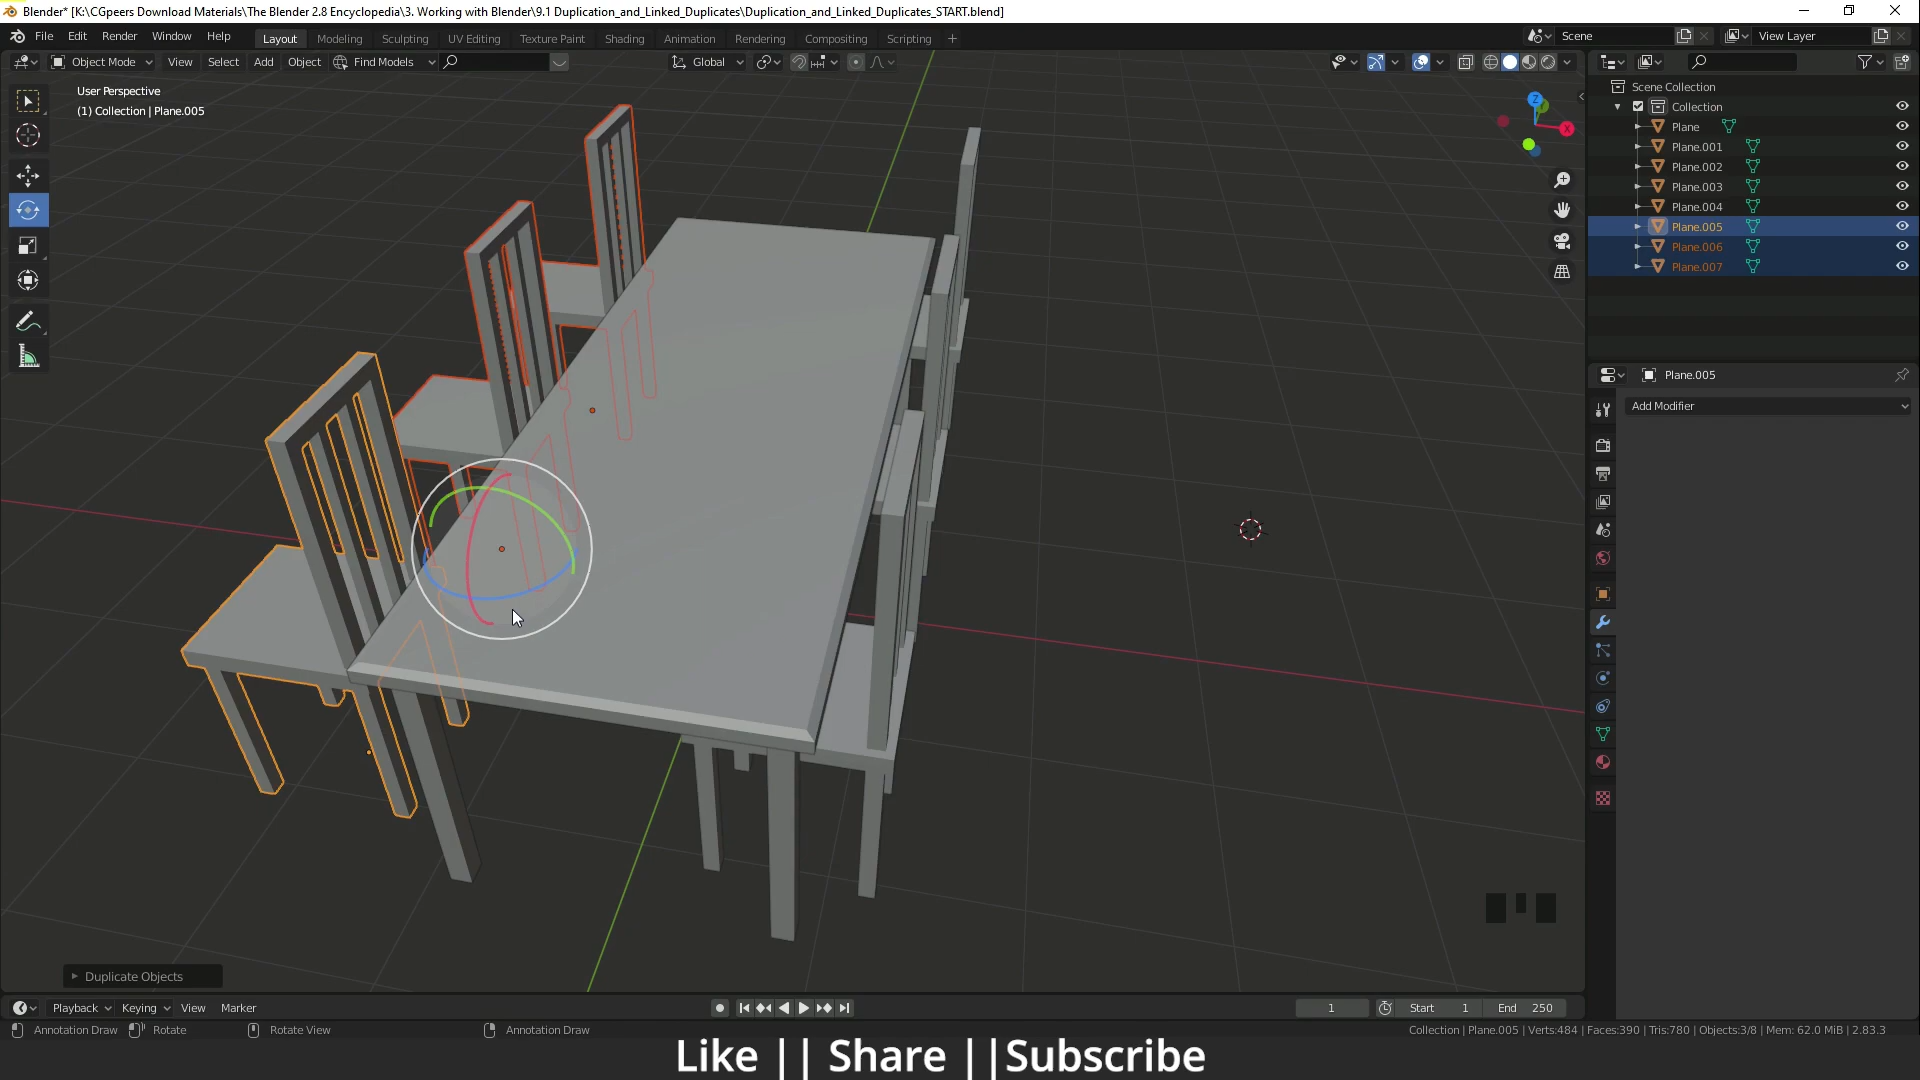 Blender* [K:\CGpeers Download Materials\The Blender 2.8 Encyclopedia\3. Working with Blender\9.1 Duplication_and_Linked_Duplicates\Duplication_and_Linked_Duplicates_START.blend]
File Edit Render Window Help Layout Modeling Sculpting UV Editing Texture Paint Shading Animation Rendering Compositing Scripting + Scene View Layer
Object Mode View Select Add Object Find Models Global
User Perspective
(1) Collection | Plane.005
Z
X
Scene Collection
Collection
Plane
Plane.001
Plane.002
Plane.003
Plane.004
Plane.005
Plane.006
Plane.007
Plane.005
Add Modifier
Duplicate Objects
Playback Keying View Marker 1 Start 1 End 250
Annotation Draw Rotate Rotate View Annotation Draw Collection | Plane.005 | Verts:484 | Faces:390 | Tris:780 | Objects:3/8 | Mem: 62.0 MiB | 2.83.3
Like || Share ||Subscribe